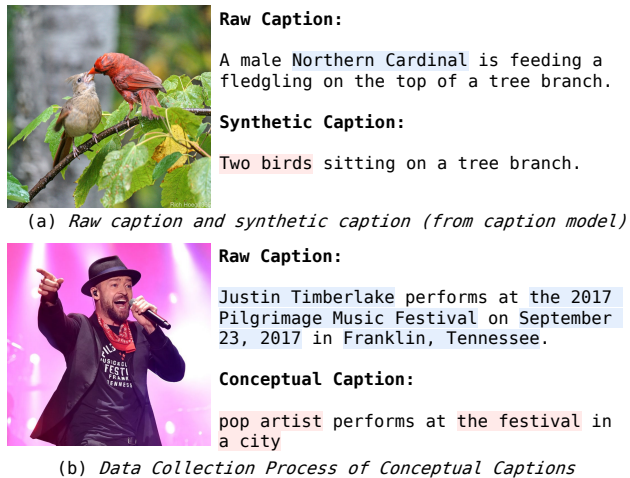 Raw Caption:
A male Northern Cardinal is feeding a
fledgling on the top of a tree branch.
Synthetic Caption:
Two birds sitting on a tree branch.
(a) Raw caption and synthetic caption (from caption model)
Raw Caption:
Justin Timberlake performs at the 2017
Pilgrimage Music Festival on September
23, 2017 in Franklin, Tennessee.
Conceptual Caption:
pop artist performs at the festival in
a city
(b) Data Collection Process of Conceptual Captions